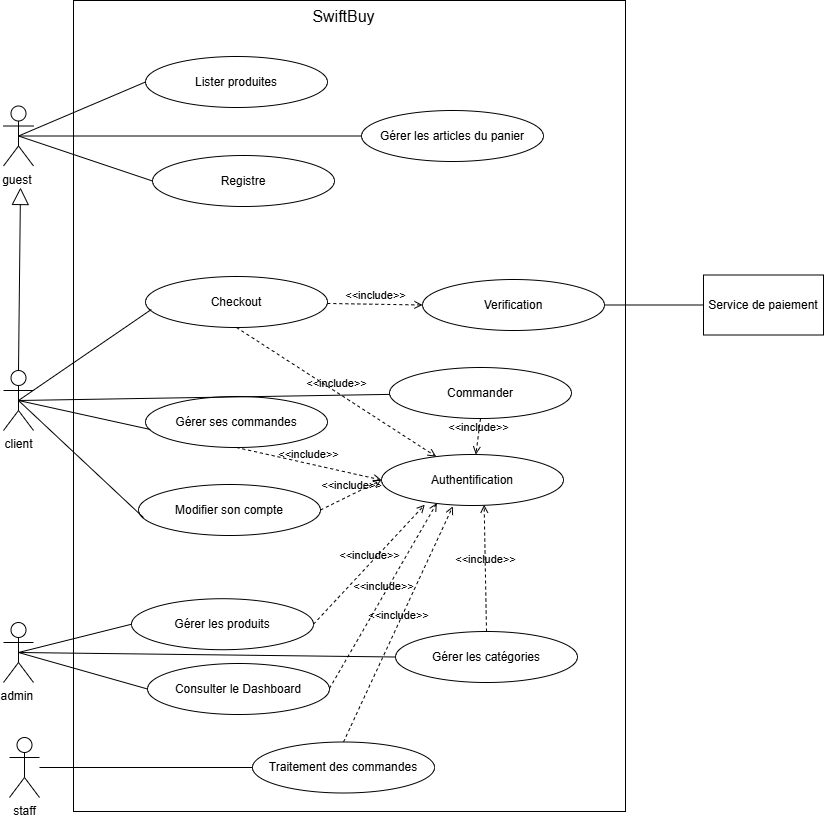 SwiftBuy
Lister produites
guest
Gérer les articles du panier
Registre
Checkout
<<include>>
Verification
Service de paiement
<<include>>
Commander
client
Gérer ses commandes
<<include>>
<<include>>
Authentification
<<include>>
Modifier son compte
<<include>>
<<include>>
<<include>>
<<include>>
Gérer les produits
Gérer les catégories
admin
Consulter le Dashboard
Traitement des commandes
staff